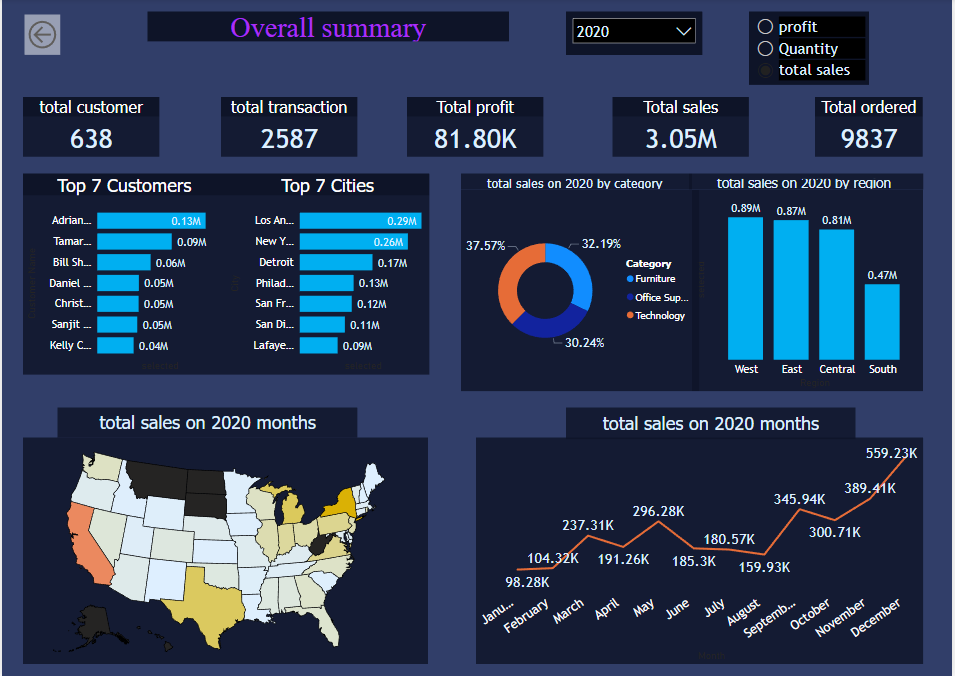 Overall summary
2020
profit
Quantity
total sales
total customer
638
total transaction
2587
Total profit
81.80K
Total sales
3.05M
Total ordered
9837
Top 7 Customers
Adrian... 0.13M
Tamar... 0.09M
Bill Sh... 0.06M
Daniel ... 0.05M
Christ... 0.05M
Sanjit ... 0.05M
Kelly C... 0.04M
Top 7 Cities
Los An... 0.29M
New Y... 0.26M
Detroit 0.17M
Philad... 0.13M
San Fr... 0.12M
San Di... 0.11M
Lafaye... 0.09M
total sales on 2020 by category
37.57%
32.19%
30.24%
Category
Furniture
Office Sup...
Technology
total sales on 2020 by region
0.89M
0.87M
0.81M
0.47M
West East Central South
total sales on 2020 months
total sales on 2020 months
98.28K
104.32K
237.31K
191.26K
296.28K
185.3K
180.57K
159.93K
345.94K
300.71K
389.41K
559.23K
Janu...
February
March
April
May
June
July
August
Septemb...
October
November
December